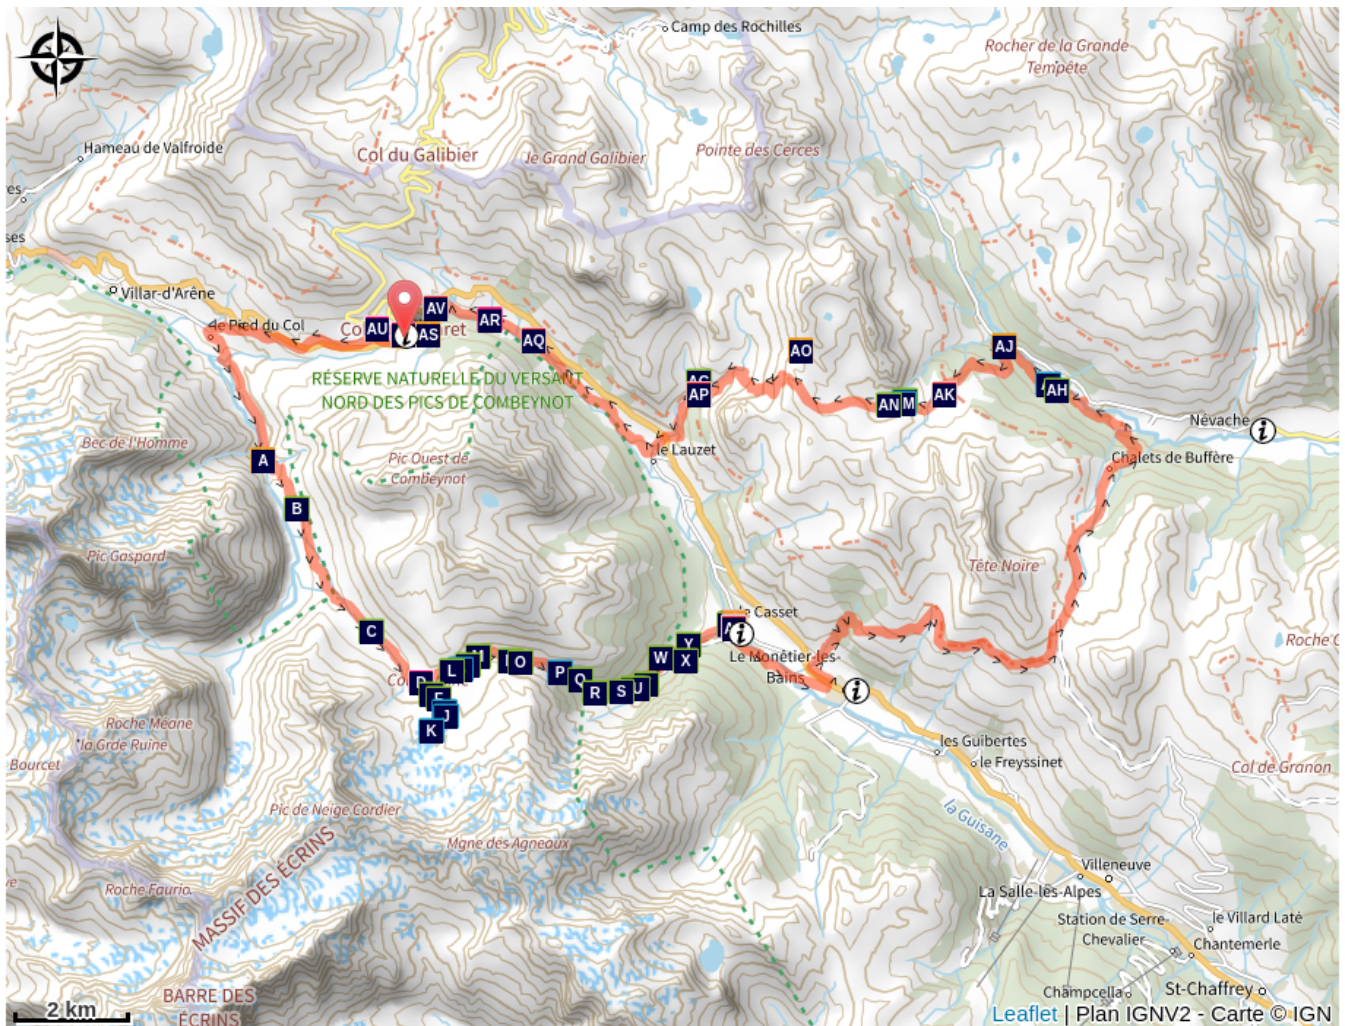 Camp des Rochilles
Rocher de la Grande
Tempête
Hameau de Valfroide
Col du Galibier
le Grand Galibier
Pointe des Cerces
Villar-d'Arêne
le Pied du Col
AU
AV
AS
AR
AQ
AO
AJ
AP
AN
M
AK
AH
Névache
RÉSERVE NATURELLE DU VERSANT
NORD DES PICS DE COMBEYNOT
Bec de l'Homme
Pic Ouest de
Combeynot
le Lauzet
Chalets de Buffère
A
B
Pic Gaspard
Tête Noire
C
le Casset
Roche C
Le Monêtier-les-
Bains
L
O
P
Q
R
S
U
W
X
Y
J
K
Roche Méane
la Grde Ruine
Bourcet
les Guibertes
le Freyssinet
Col de Granon
Pic de Neige Cordier
Mgne des Agneaux
la Guisane
Roche Faurio
MASSIF DES ÉCRINS
Villeneuve
La Salle-les-Alpes
Station de Serre-
Chevalier
le Villard Laté
Chantemerle
BARRE DES
ÉCRINS
Champcella
St-Chaffrey
2 km
Leaflet | Plan IGNV2 - Carte © IGN